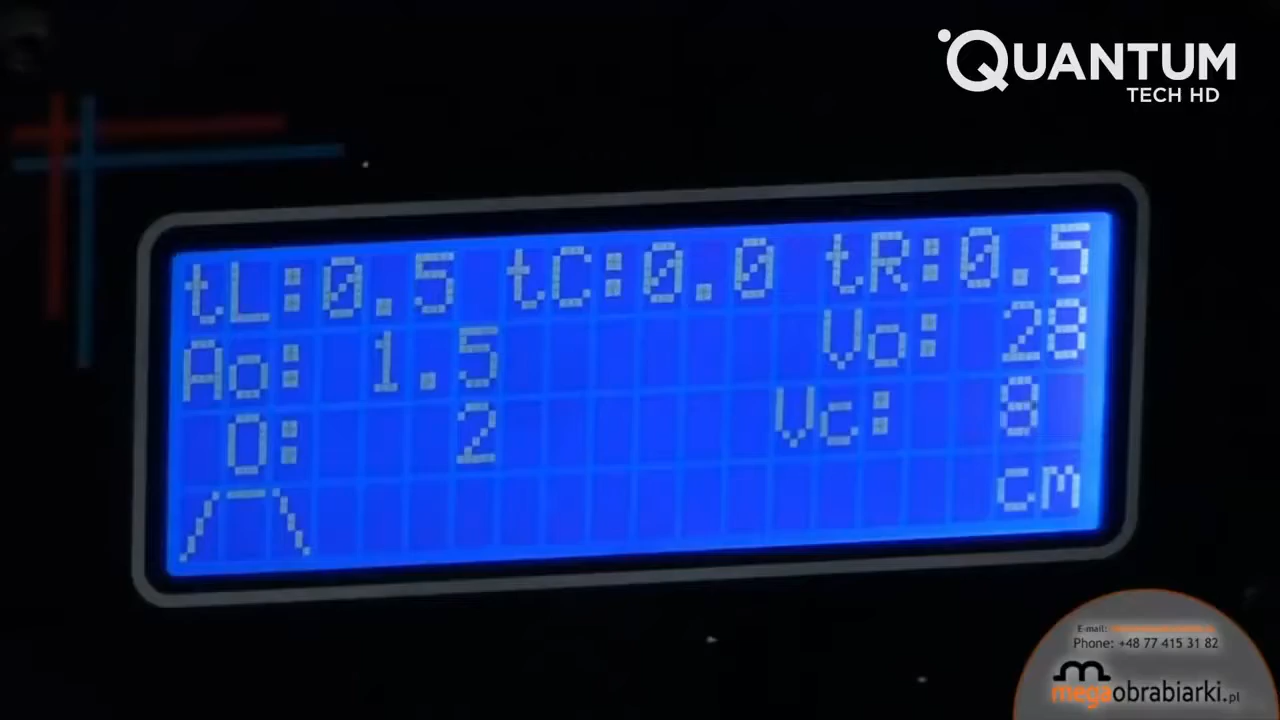 QUANTUM
TECH HD
tL:0.5 tC:0.0 tR:0.5
Ao: 1.5 Vo: 28
O: 2 Vc: 8
cm
E-mail:
Phone: +48 77 415 31 82
megaobrabiarki.pl